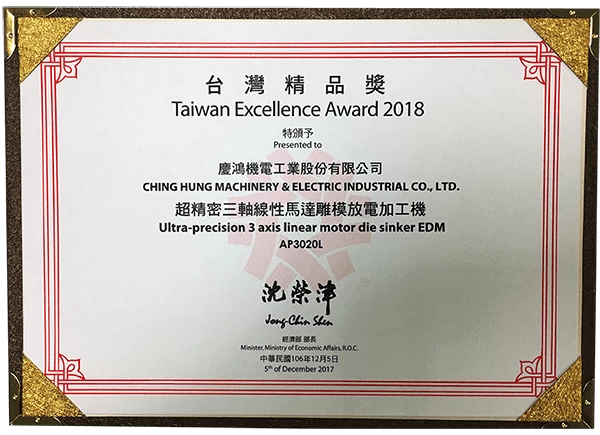 台灣精品獎
Taiwan Excellence Award 2018
特頒予
Presented to
慶鴻機電工業股份有限公司
CHING HUNG MACHINERY & ELECTRIC INDUSTRIAL CO., LTD.
超精密三軸線性馬達雕模放電加工機
Ultra-precision 3 axis linear motor die sinker EDM
AP3020L
®
沈榮津
Jong-Chin Shen
經濟部 部長
Minister, Ministry of Economic Affairs, R.O.C.
中華民國106年12月5日
5th of December 2017